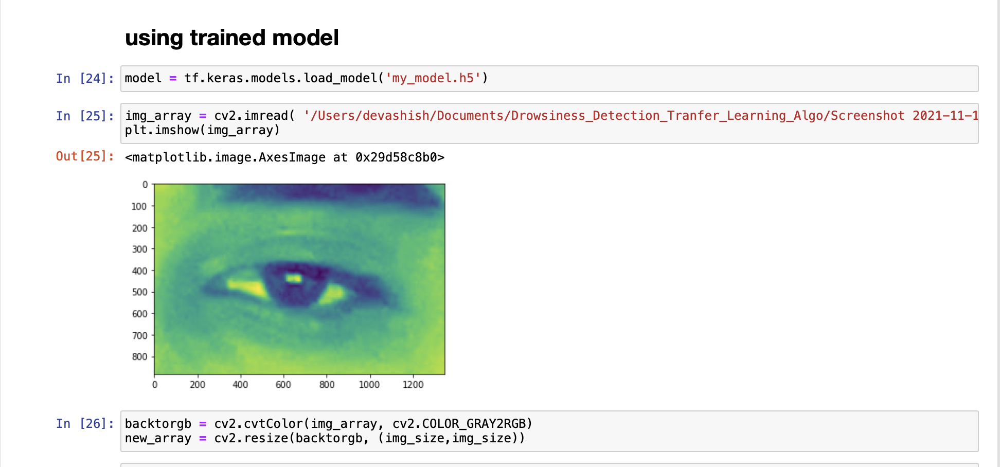 using trained model
In [24]: model = tf.keras.models.load_model('my_model.h5')
In [25]: img_array = cv2.imread( '/Users/devashish/Documents/Drowsiness_Detection_Tranfer_Learning_Algo/Screenshot 2021-11-1
plt.imshow(img_array)
Out[25]: <matplotlib.image.AxesImage at 0x29d58c8b0>
0
100
200
300
400
500
600
700
800
0 200 400 600 800 1000 1200
In [26]: backtorgb = cv2.cvtColor(img_array, cv2.COLOR_GRAY2RGB)
new_array = cv2.resize(backtorgb, (img_size,img_size))